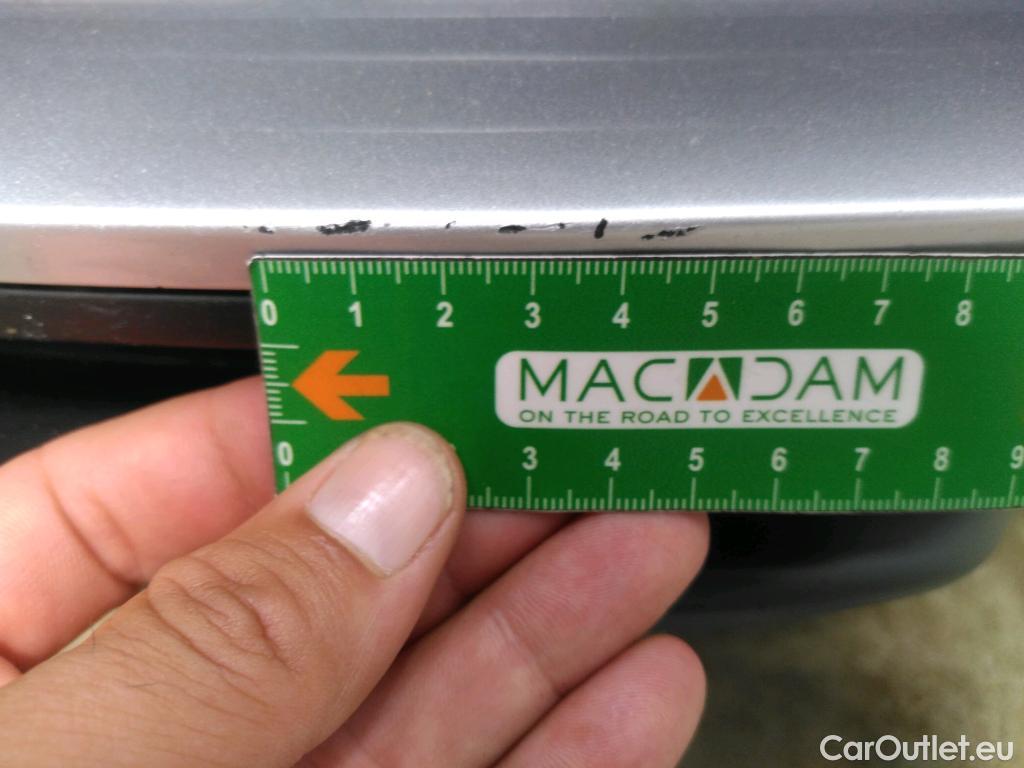 0 1 2 3 4 5 6 7 8
MACADAM
ON THE ROAD TO EXCELLENCE
0 3 4 5 6 7 8 9
CarOutlet.eu